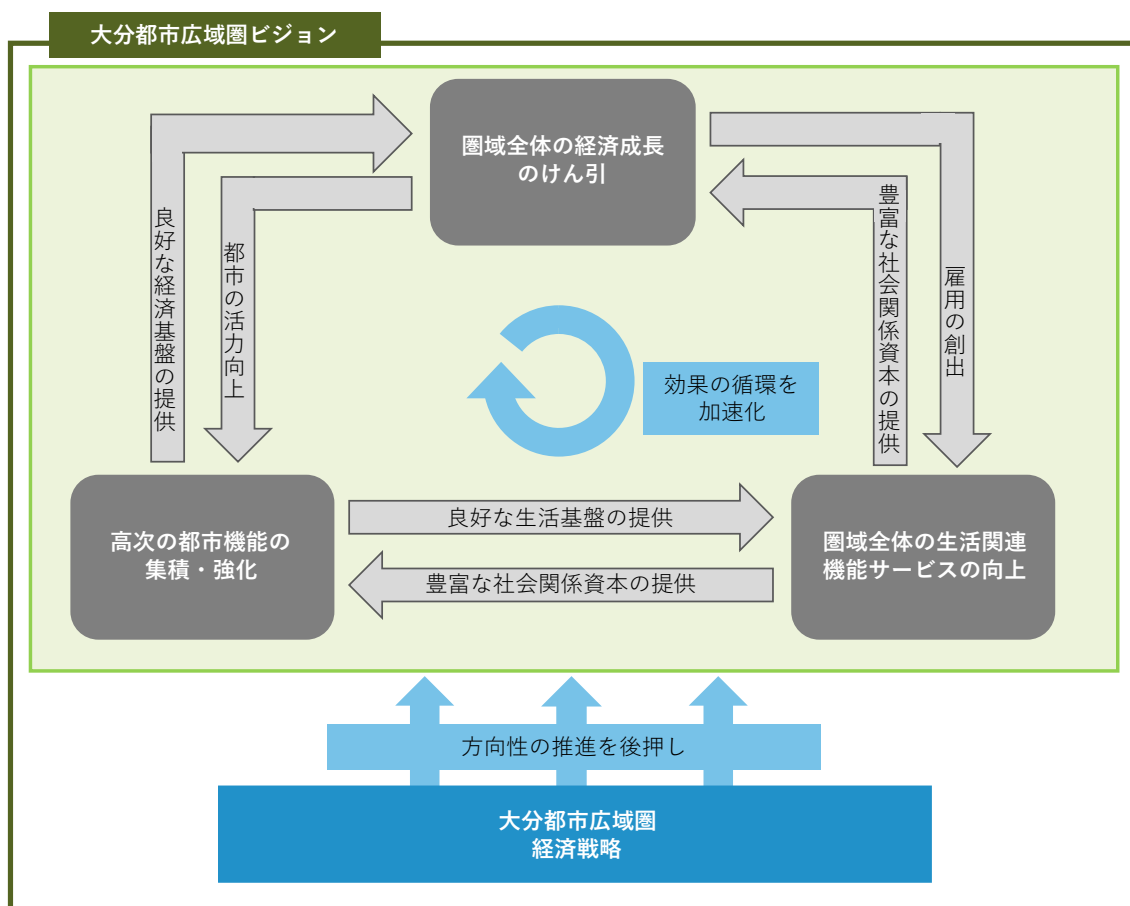 大分都市広域圏ビジョン
圏域全体の経済成長
のけん引
良好な経済基盤の提供
都市の活力向上
豊富な社会関係資本の提供
雇用の創出
効果の循環を
加速化
高次の都市機能の
集積・強化
良好な生活基盤の提供
豊富な社会関係資本の提供
圏域全体の生活関連
機能サービスの向上
方向性の推進を後押し
大分都市広域圏
経済戦略